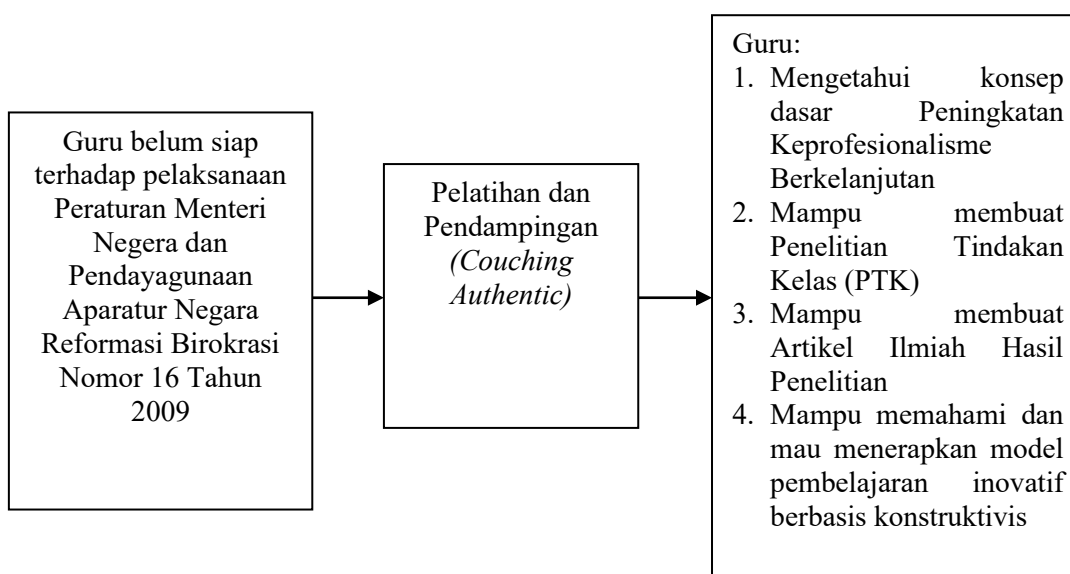 Guru belum siap
terhadap pelaksanaan
Peraturan Menteri
Negera dan
Pendayagunaan
Aparatur Negara
Reformasi Birokrasi
Nomor 16 Tahun
2009
Pelatihan dan
Pendampingan
(Couching
Authentic)
Guru:
1. Mengetahui konsep
dasar Peningkatan
Keprofesionalisme
Berkelanjutan
2. Mampu membuat
Penelitian Tindakan
Kelas (PTK)
3. Mampu membuat
Artikel Ilmiah Hasil
Penelitian
4. Mampu memahami dan
mau menerapkan model
pembelajaran inovatif
berbasis konstruktivis